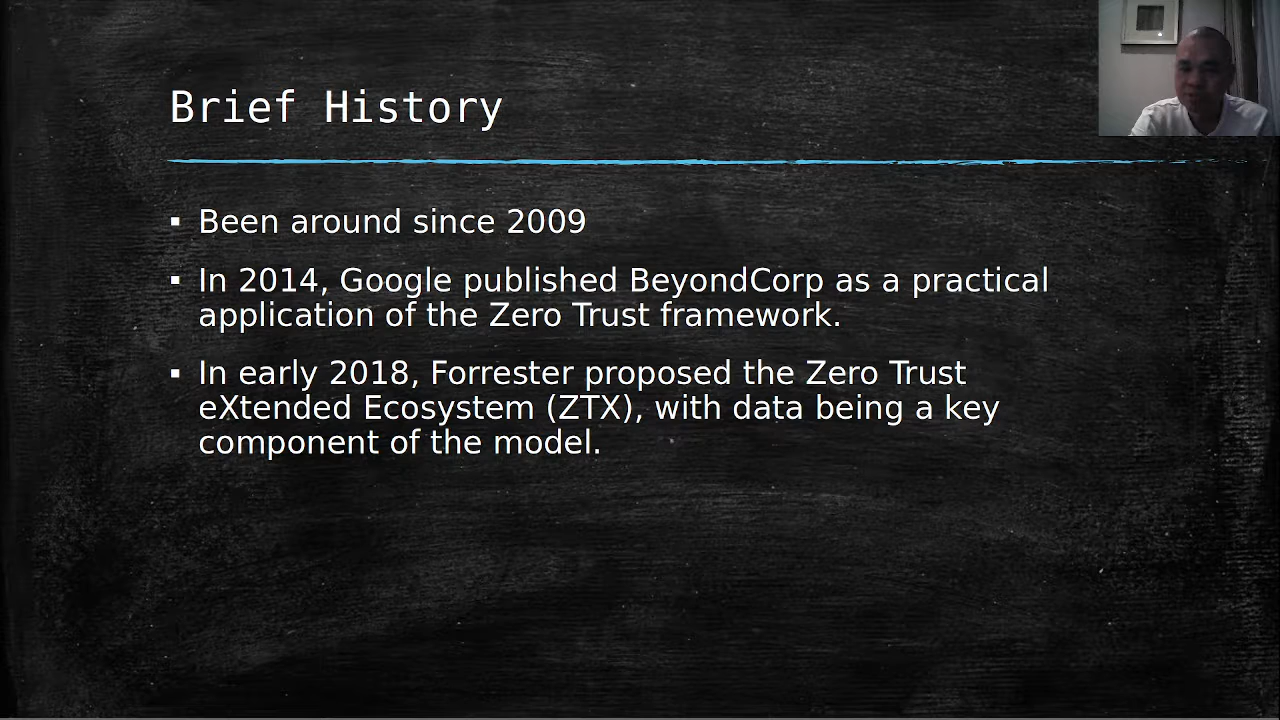 Brief History
▪ Been around since 2009
▪ In 2014, Google published BeyondCorp as a practical
application of the Zero Trust framework.
▪ In early 2018, Forrester proposed the Zero Trust
eXtended Ecosystem (ZTX), with data being a key
component of the model.